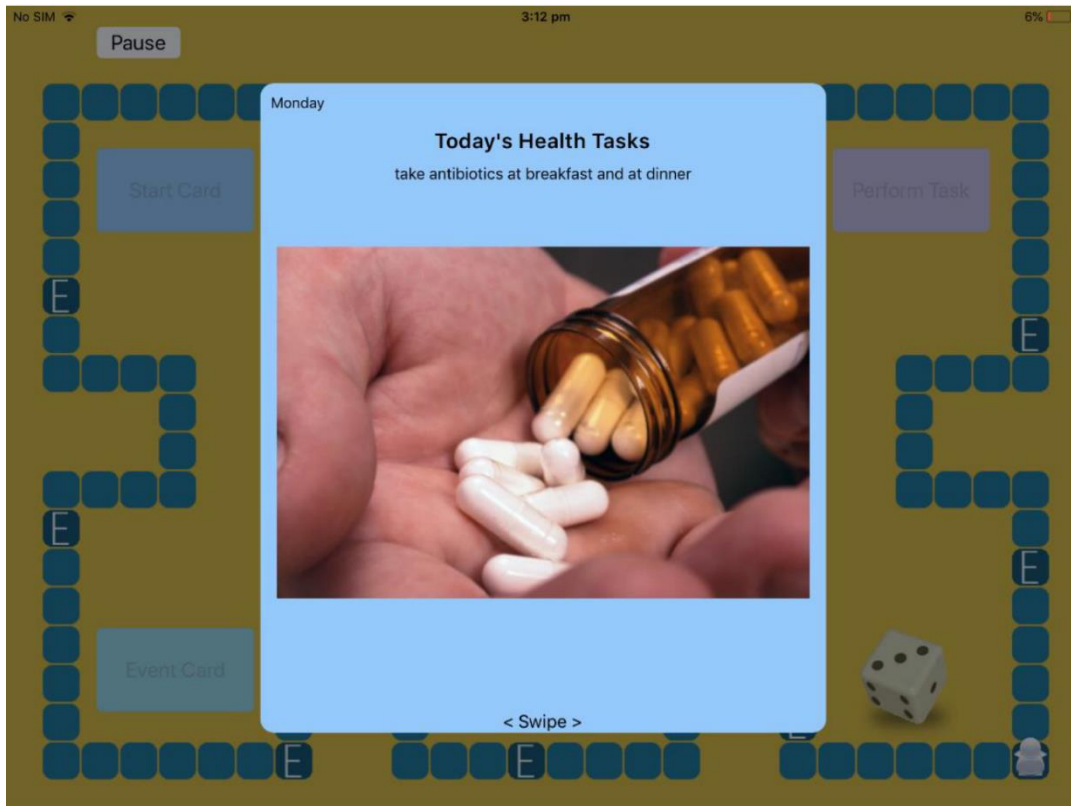 No SIM 3:12 pm 6%
Pause
Monday
Today's Health Tasks
take antibiotics at breakfast and at dinner
Start Card
Perform Task
E
E
E
E
Event Card
< Swipe >
E
E
E